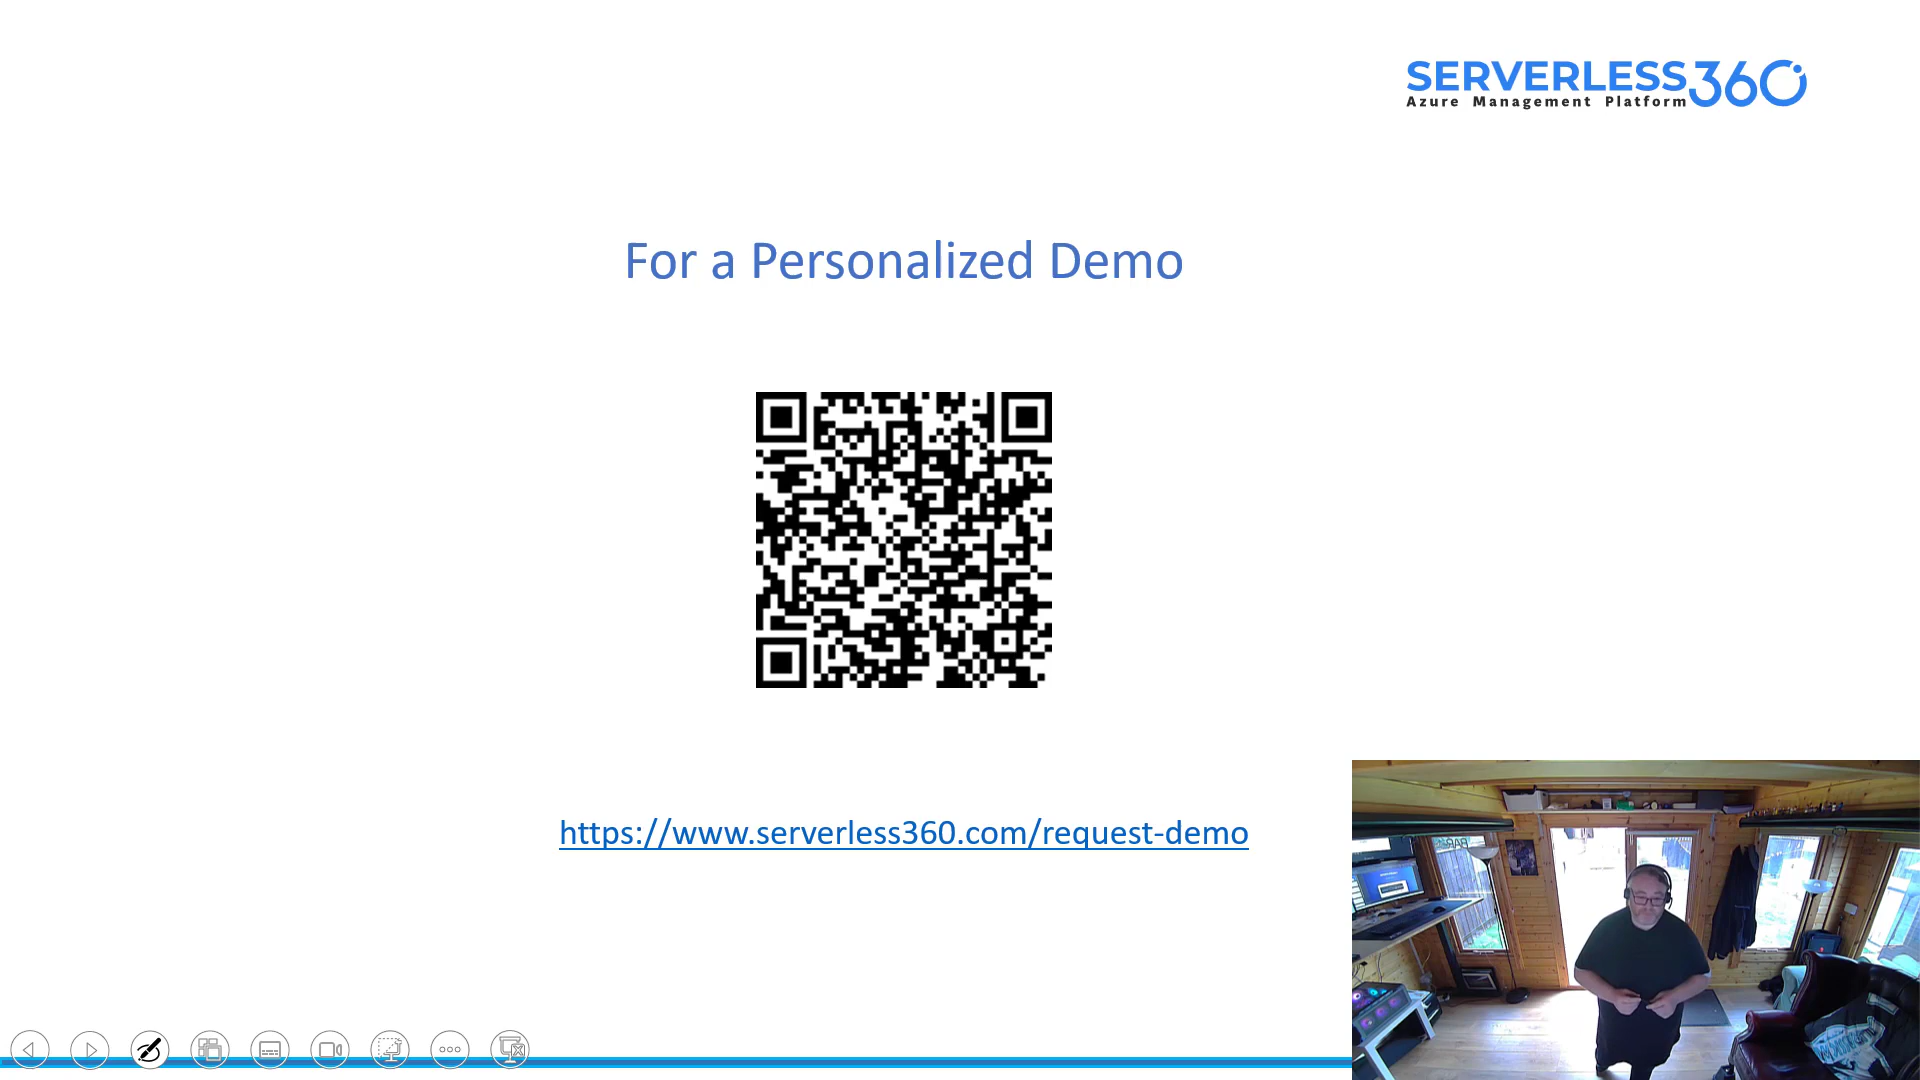 SERVERLESS360
Azure Management Platform
For a Personalized Demo
https://www.serverless360.com/request-demo